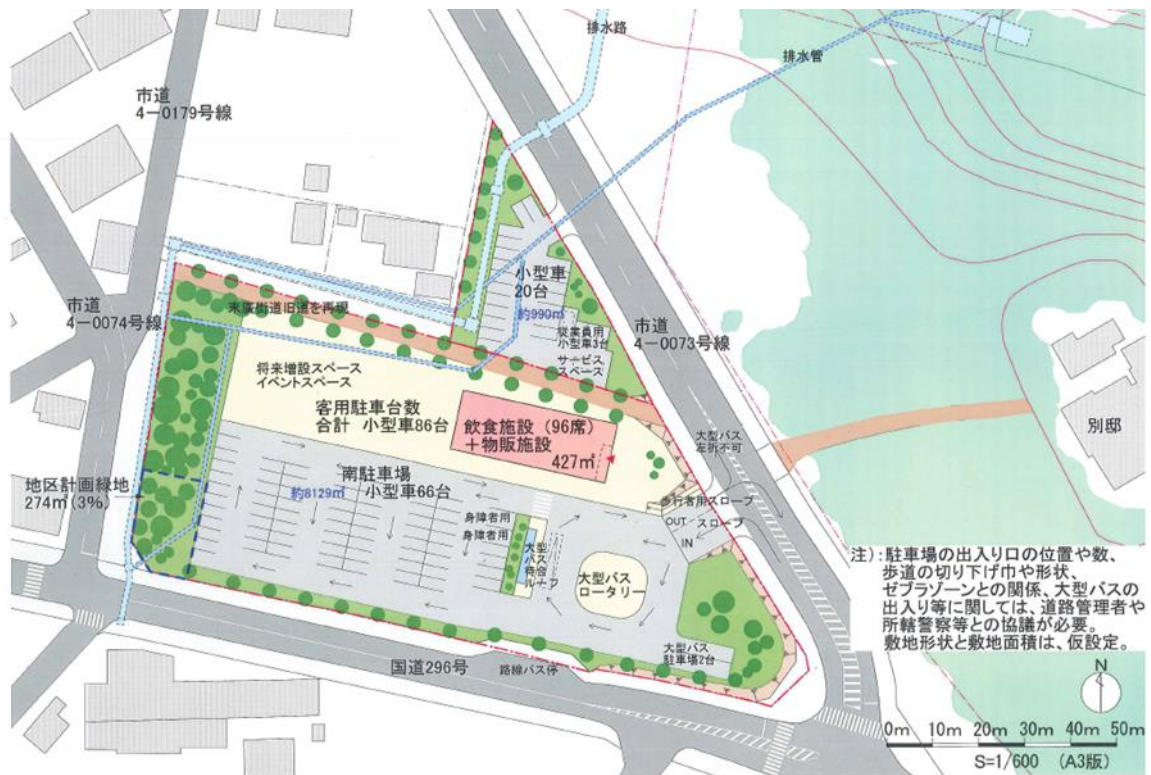 排水路
排水管
市道
4－0179号線
小型車
20台
約990㎡
従業員用
小型車3台
サービス
スペース
市道
4－0074号線
末廣街道旧道を再現
市道
4－0073号線
将来増設スペース
イベントスペース
客用駐車台数
合計 小型車86台
飲食施設（96席）
＋物販施設
427㎡
大型バス
左折不可
別邸
地区計画緑地
274㎡(3%)
南駐車場
小型車66台
約8129㎡
歩行者用スロープ
OUT スロープ
IN
身障者用
身障者用
大型
バス
待合
ルーフ
大型バス
ロータリー
注）：駐車場の出入り口の位置や数、
歩道の切り下げ巾や形状、
ゼブラゾーンとの関係、大型バスの
出入り等に関しては、道路管理者や
所轄警察等との協議が必要。
敷地形状と敷地面積は、仮設定。
大型バス
駐車場2台
国道296号
路線バス停
N
0m 10m 20m 30m 40m 50m
S=1/600 （A3版）